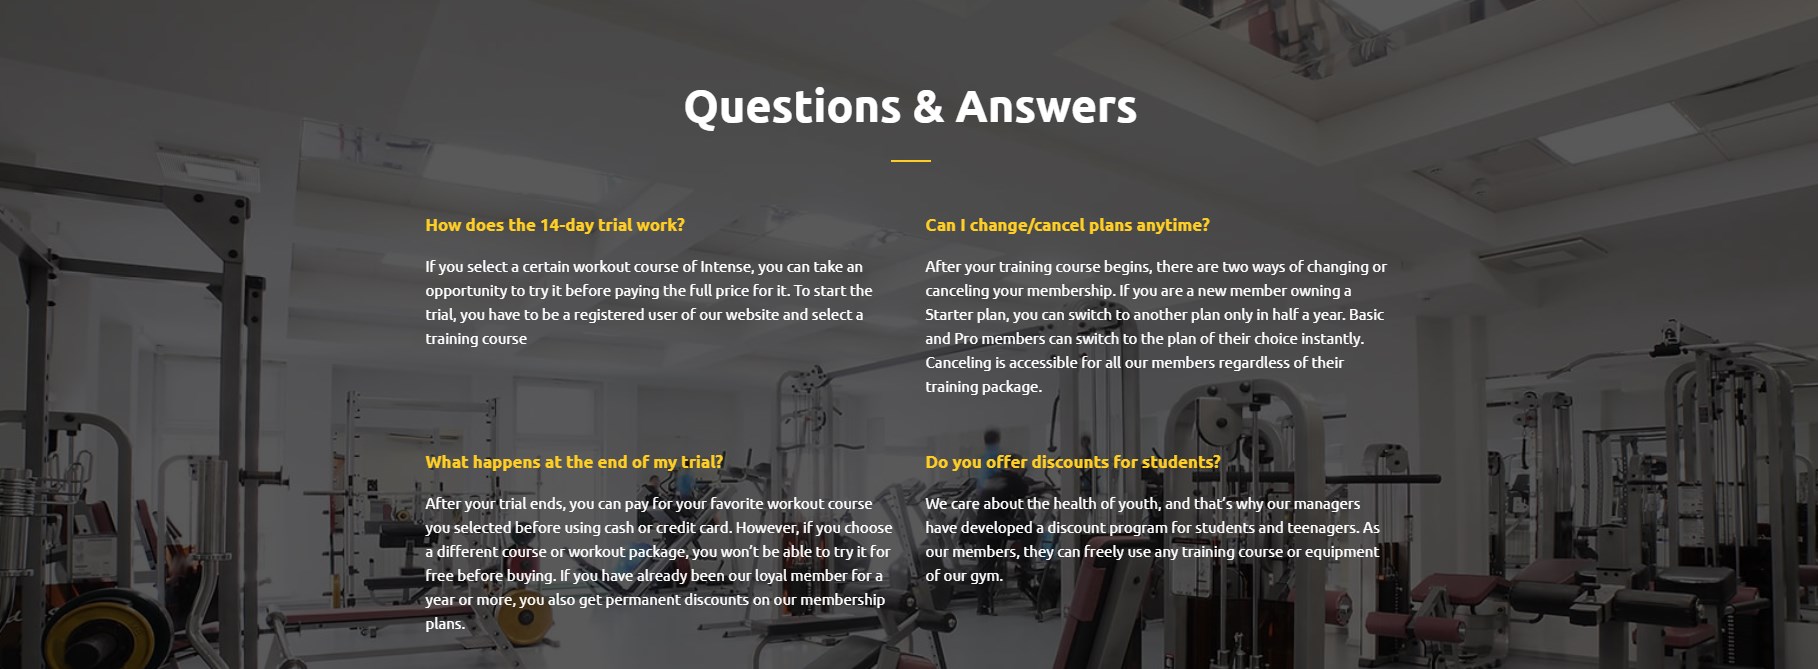 Questions & Answers
How does the 14-day trial work?
If you select a certain workout course of Intense, you can take an
opportunity to try it before paying the full price for it. To start the
trial, you have to be a registered user of our website and select a
training course
Can I change/cancel plans anytime?
After your training course begins, there are two ways of changing or
canceling your membership. If you are a new member owning a
Starter plan, you can switch to another plan only in half a year. Basic
and Pro members can switch to the plan of their choice instantly.
Canceling is accessible for all our members regardless of their
training package.
What happens at the end of my trial?
After your trial ends, you can pay for your favorite workout course
you selected before using cash or credit card. However, if you choose
a different course or workout package, you won’t be able to try it for
free before buying. If you have already been our loyal member for a
year or more, you also get permanent discounts on our membership
plans.
Do you offer discounts for students?
We care about the health of youth, and that’s why our managers
have developed a discount program for students and teenagers. As
our members, they can freely use any training course or equipment
of our gym.